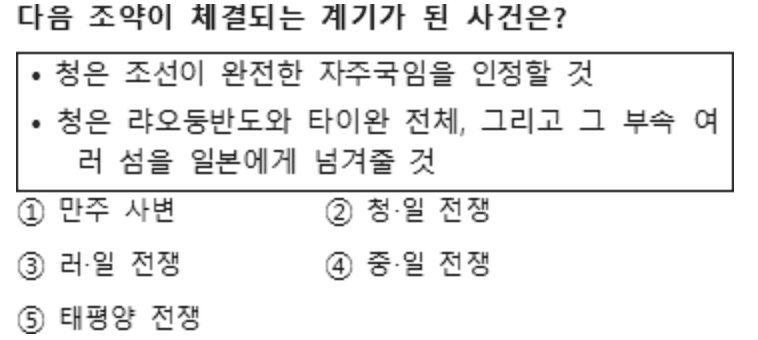 다음 조약이 체결되는 계기가 된 사건은?
• 청은 조선이 완전한 자주국임을 인정할 것
• 청은 랴오둥반도와 타이완 전체, 그리고 그 부속 여
러 섬을 일본에게 넘겨줄 것
① 만주 사변 ② 청·일 전쟁
③ 러·일 전쟁 ④ 중·일 전쟁
⑤ 태평양 전쟁